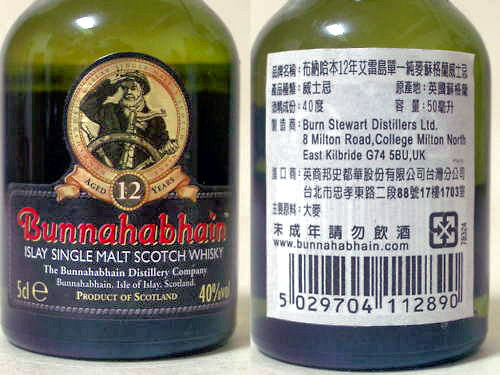 AGED 12 YEARS
Bunnahabhain
ISLAY SINGLE MALT SCOTCH WHISKY
The Bunnahabhain Distillery Company
Bunnahabhain, Isle of Islay, Scotland.
5cl e PRODUCT OF SCOTLAND 40%vol
品牌名稱：布納哈本12年艾雷島單一純麥蘇格蘭威士忌
產品種類：威士忌 原產地：英國蘇格蘭
酒精成份：40度 容量：50毫升
製造商：Burn Stewart Distillers Ltd.
8 Milton Road,College Milton North
East Kilbride G74 5BU,UK
進口商：英商邦史都華股份有限公司台灣分公司
台北市忠孝東路二段88號17樓1703室
主要原料：大麥
未成年請勿飲酒
www.bunnahabhain.com
78324
5 029704 112890